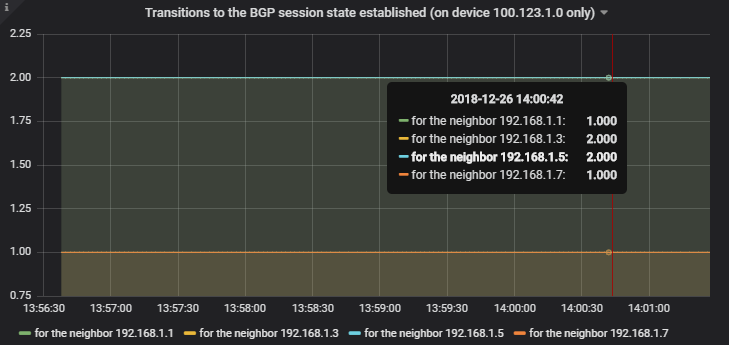 i
Transitions to the BGP session state established (on device 100.123.1.0 only)
2.25
2.00
1.75
1.50
1.25
1.00
0.75
2018-12-26 14:00:42
for the neighbor 192.168.1.1: 1.000
for the neighbor 192.168.1.3: 2.000
for the neighbor 192.168.1.5: 2.000
for the neighbor 192.168.1.7: 1.000
13:56:30 13:57:00 13:57:30 13:58:00 13:58:30 13:59:00 13:59:30 14:00:00 14:00:30 14:01:00
for the neighbor 192.168.1.1 for the neighbor 192.168.1.3 for the neighbor 192.168.1.5 for the neighbor 192.168.1.7